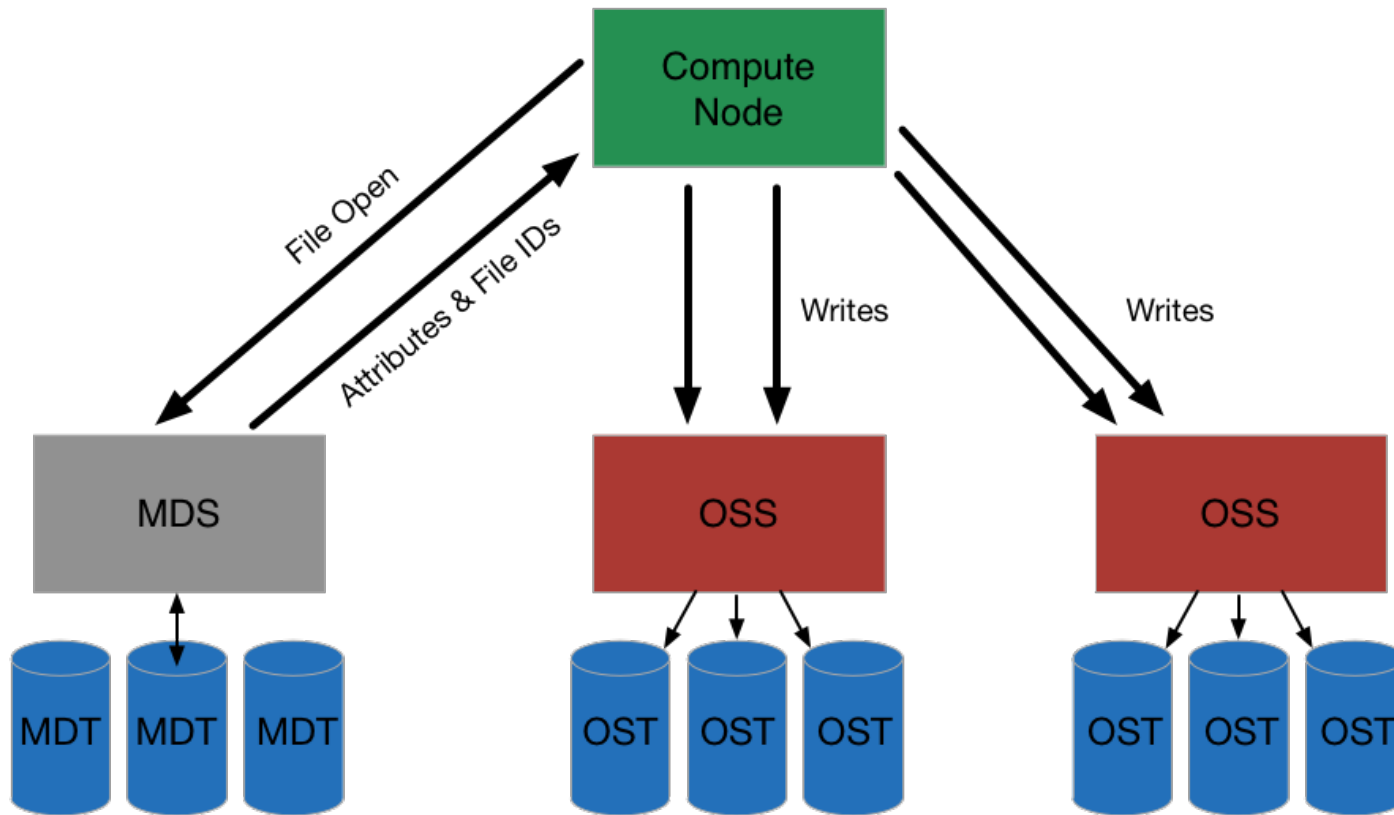 Compute
Node
File Open
Attributes & File IDs
Writes
Writes
MDS
OSS
OSS
MDT
MDT
MDT
OST
OST
OST
OST
OST
OST